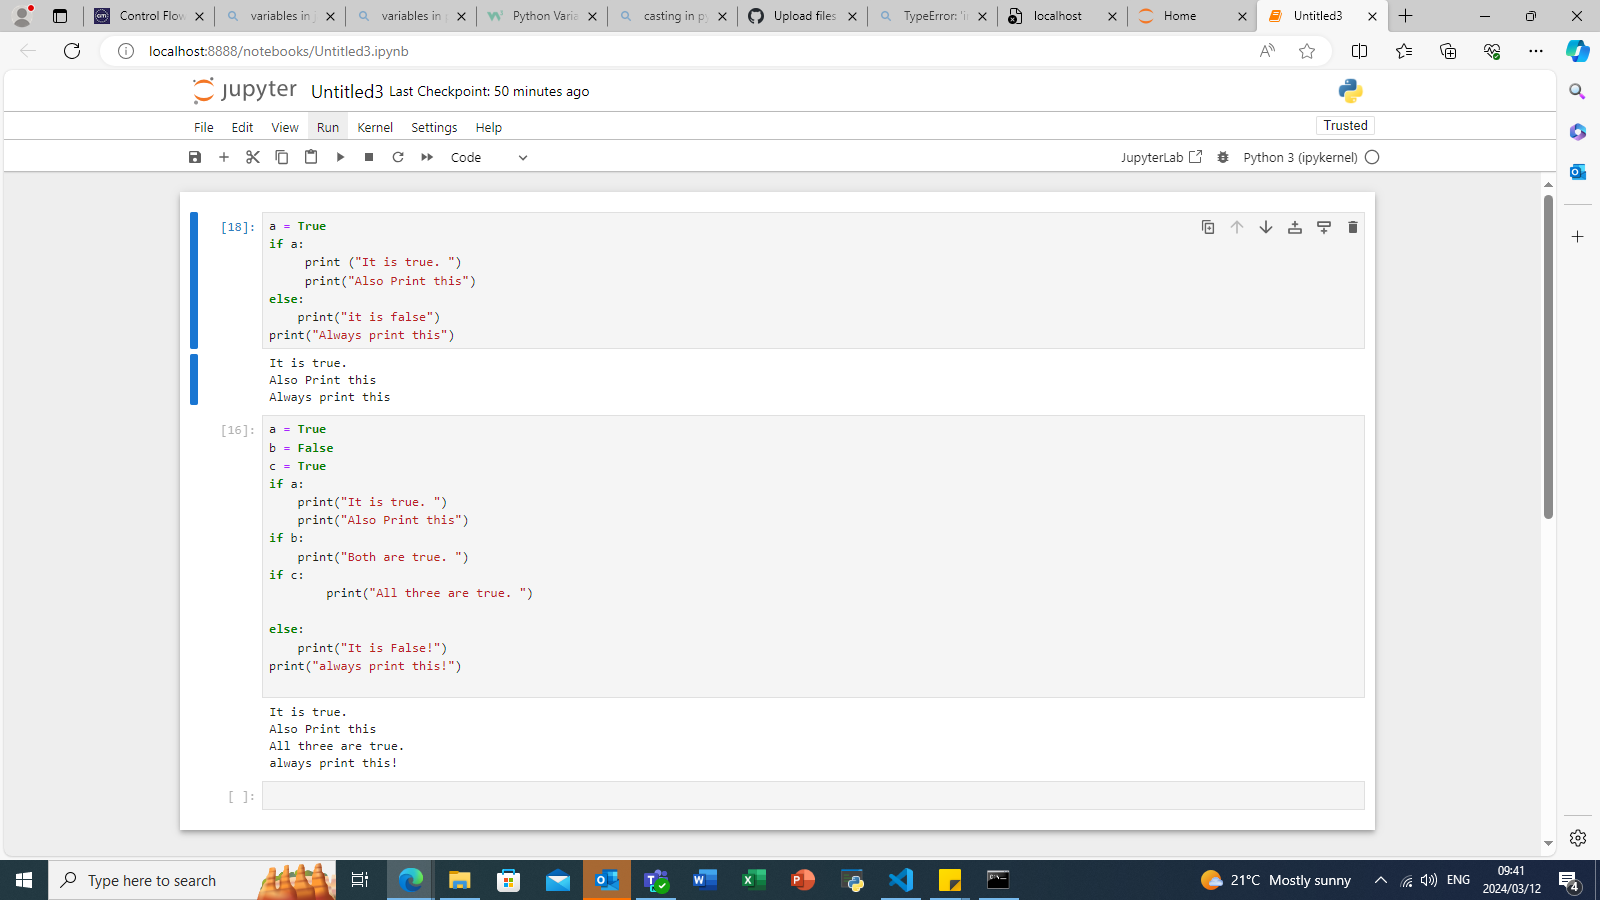 Control Flow
variables in j
variables in p
Python Varia
casting in py
Upload files
TypeError: 'in
localhost
Home
Untitled3
localhost:8888/notebooks/Untitled3.ipynb
jupyter Untitled3 Last Checkpoint: 50 minutes ago
File Edit View Run Kernel Settings Help
Trusted
Code
JupyterLab
Python 3 (ipykernel)
[18]:
a = True
if a:
     print ("It is true. ")
     print("Also Print this")
else:
    print("it is false")
print("Always print this")
It is true.
Also Print this
Always print this
[16]:
a = True
b = False
c = True
if a:
    print("It is true. ")
    print("Also Print this")
if b:
    print("Both are true. ")
if c:
        print("All three are true. ")
else:
    print("It is False!")
print("always print this!")
It is true.
Also Print this
All three are true.
always print this!
[ ]:
Type here to search
21°C Mostly sunny
ENG
09:41
2024/03/12
4